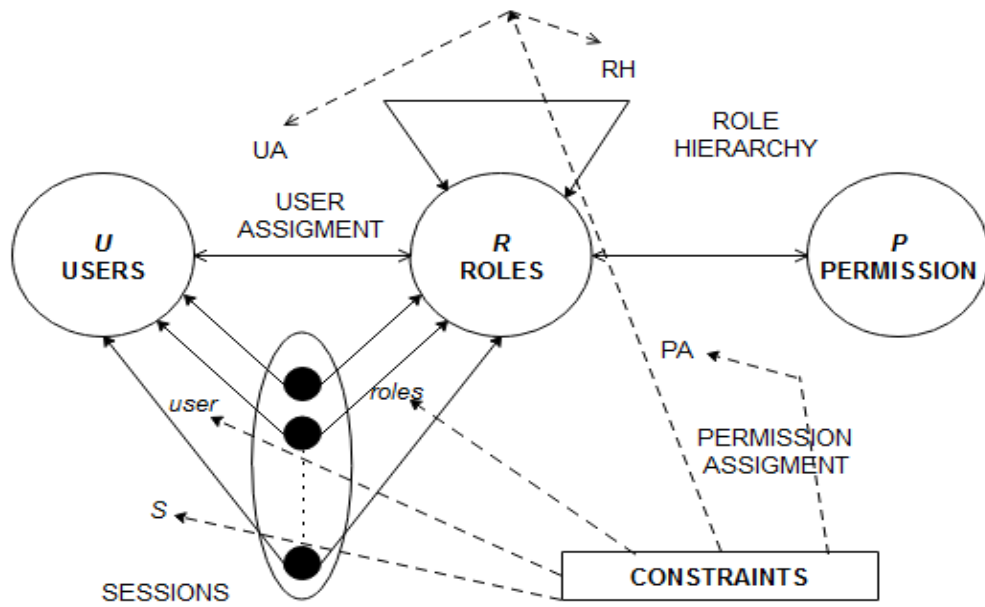 RH
UA
ROLE
HIERARCHY
USER
ASSIGMENT
U
USERS
R
ROLES
P
PERMISSION
PA
user
roles
PERMISSION
ASSIGMENT
S
SESSIONS
CONSTRAINTS